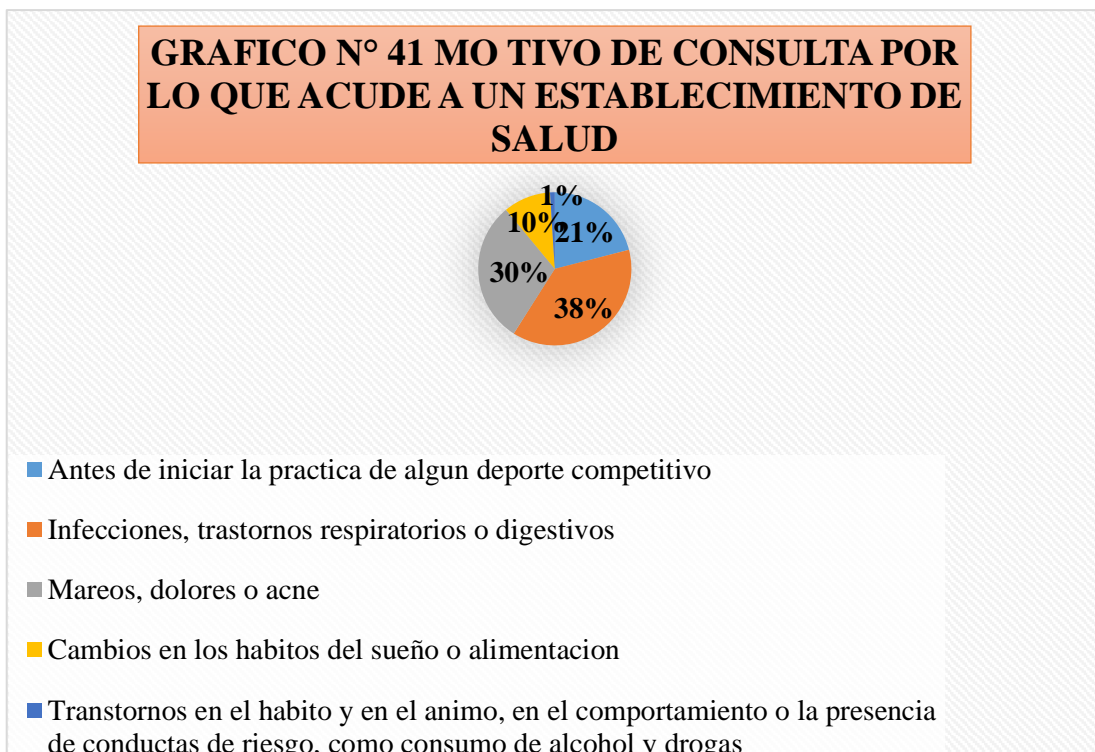 GRAFICO N° 41 MO TIVO DE CONSULTA POR
LO QUE ACUDE A UN ESTABLECIMIENTO DE
SALUD
1%
10%
21%
30%
38%
Antes de iniciar la practica de algun deporte competitivo
Infecciones, trastornos respiratorios o digestivos
Mareos, dolores o acne
Cambios en los habitos del sueño o alimentacion
Transtornos en el habito y en el animo, en el comportamiento o la presencia
de conductas de riesgo, como consumo de alcohol y drogas